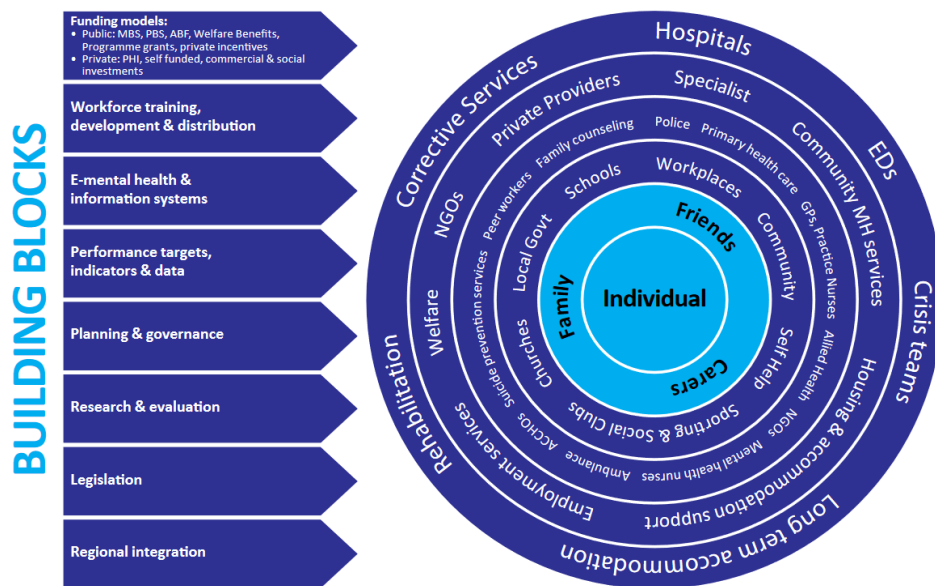 BUILDING BLOCKS
Funding models:
• Public: MBS, PBS, ABF, Welfare Benefits,
Programme grants, private incentives
• Private: PHI, self funded, commercial & social
investments
Workforce training,
development & distribution
E-mental health &
information systems
Performance targets,
indicators & data
Planning & governance
Research & evaluation
Legislation
Regional integration
Hospitals
EDs
Crisis teams
Long term accommodation
Rehabilitation
Corrective Services
Specialist
Community MH services
Housing & accommodation support
Employment services
Welfare
NGOs
Private Providers
Police
Primary health care
GPs, Practice Nurses
Allied Health
NGOs
Mental health nurses
Ambulance
ACCHOs
Suicide prevention services
Peer workers
Family counseling
Schools
Workplaces
Community
Self Help
Sporting & Social Clubs
Churches
Local Govt
Friends
Carers
Family
Individual